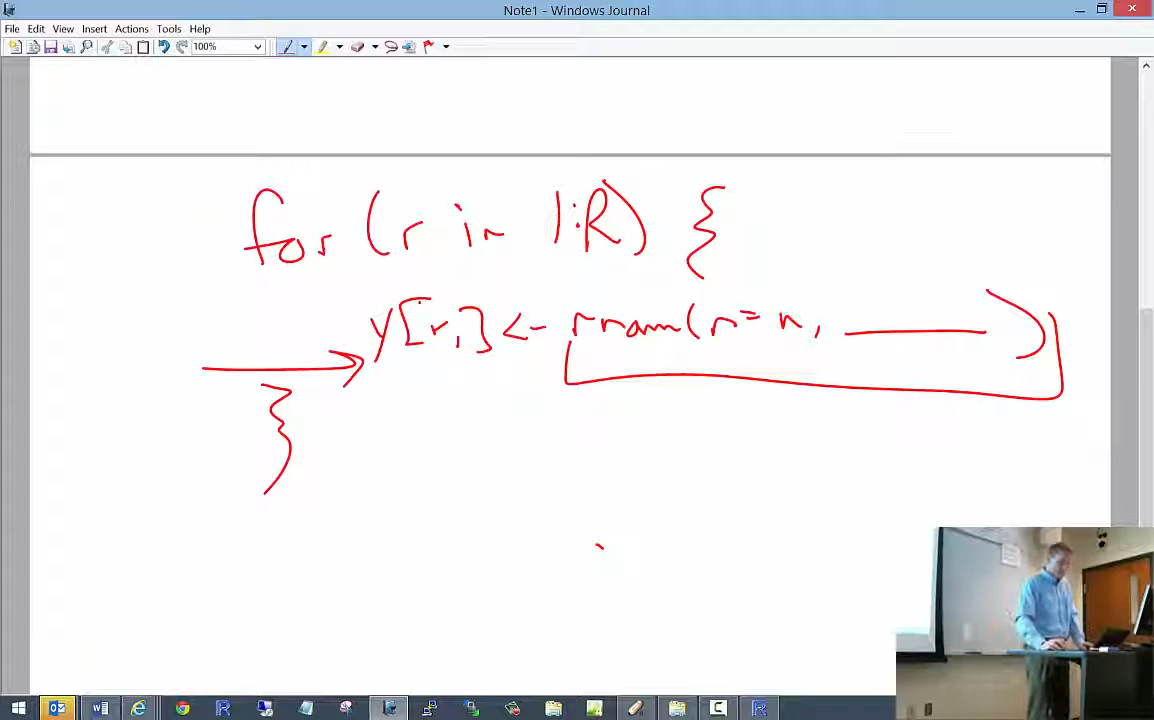 Note1 - Windows Journal
File Edit View Insert Actions Tools Help
100%
for (r in 1:R) {
y[r,] <- rnorm(n = n, )
}